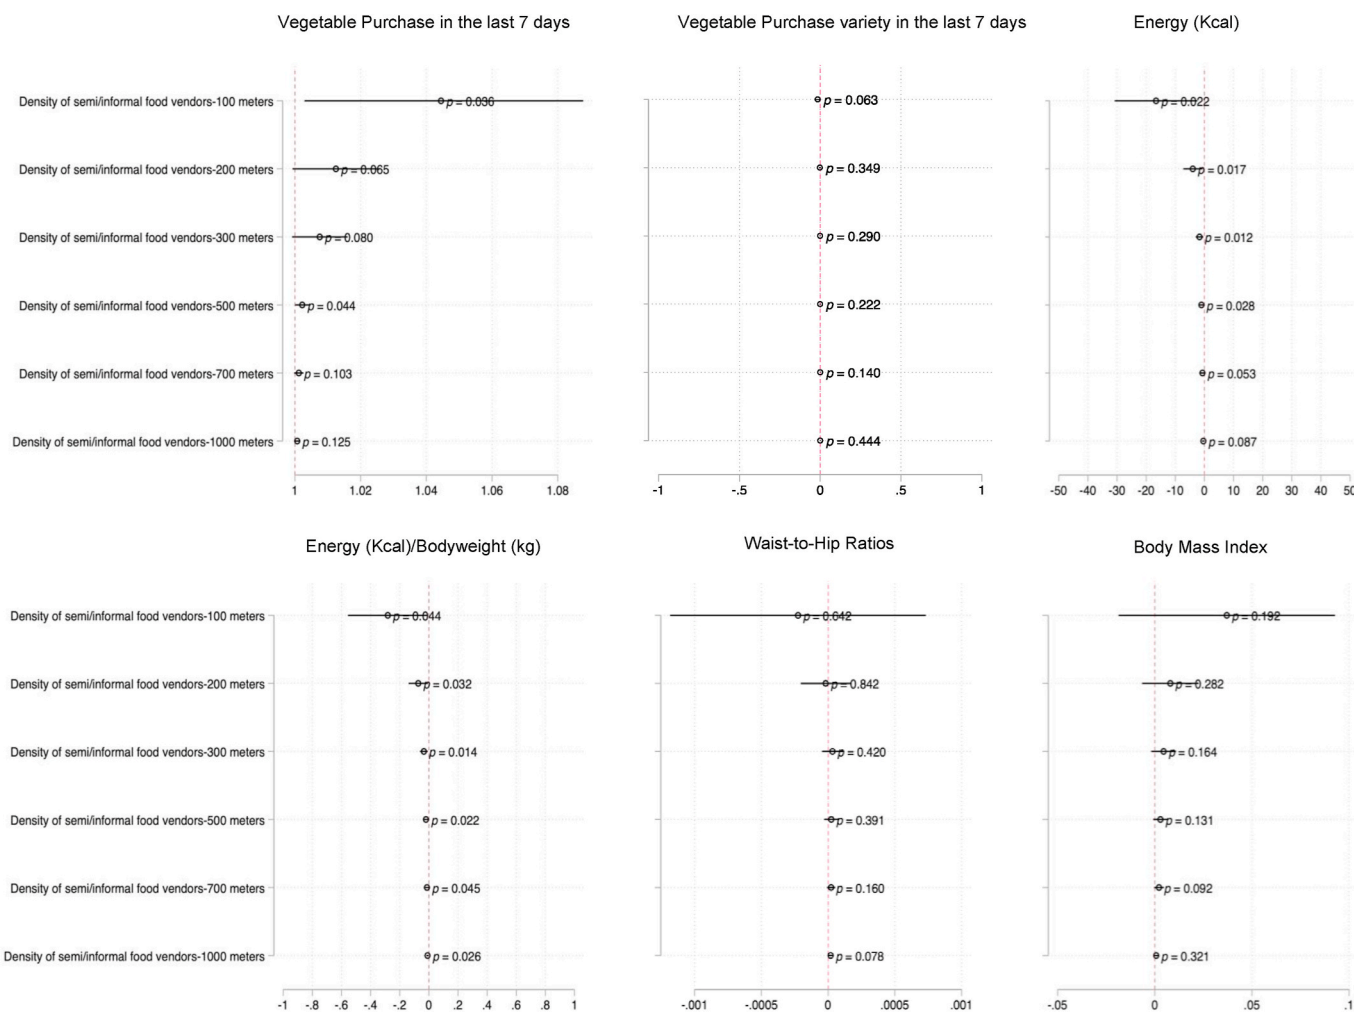 Vegetable Purchase in the last 7 days
Density of semi/informal food vendors-100 meters
p = 0.036
Density of semi/informal food vendors-200 meters
p = 0.065
Density of semi/informal food vendors-300 meters
p = 0.080
Density of semi/informal food vendors-500 meters
p = 0.044
Density of semi/informal food vendors-700 meters
p = 0.103
Density of semi/informal food vendors-1000 meters
p = 0.125
1 1.02 1.04 1.06 1.08
Vegetable Purchase variety in the last 7 days
p = 0.063
p = 0.349
p = 0.290
p = 0.222
p = 0.140
p = 0.444
-1 -.5 0 .5 1
Energy (Kcal)
p = 0.022
p = 0.017
p = 0.012
p = 0.028
p = 0.053
p = 0.087
-50 -40 -30 -20 -10 0 10 20 30 40 50
Energy (Kcal)/Bodyweight (kg)
Density of semi/informal food vendors-100 meters
p = 0.044
Density of semi/informal food vendors-200 meters
p = 0.032
Density of semi/informal food vendors-300 meters
p = 0.014
Density of semi/informal food vendors-500 meters
p = 0.022
Density of semi/informal food vendors-700 meters
p = 0.045
Density of semi/informal food vendors-1000 meters
p = 0.026
-1 -.8 -.6 -.4 -.2 0 .2 .4 .6 .8 1
Waist-to-Hip Ratios
p = 0.642
p = 0.842
p = 0.420
p = 0.391
p = 0.160
p = 0.078
-.001 -.0005 0 .0005 .001
Body Mass Index
p = 0.192
p = 0.282
p = 0.164
p = 0.131
p = 0.092
p = 0.321
-.05 0 .05 .1